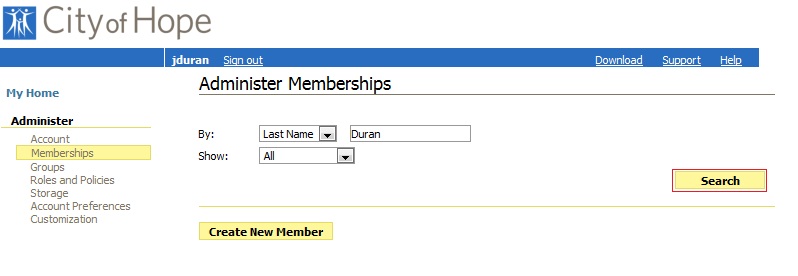 City of Hope
jduran Sign out Download Support Help
My Home
Administer
Account
Memberships
Groups
Roles and Policies
Storage
Account Preferences
Customization
Administer Memberships
By: Last Name Duran
Show: All
Search
Create New Member